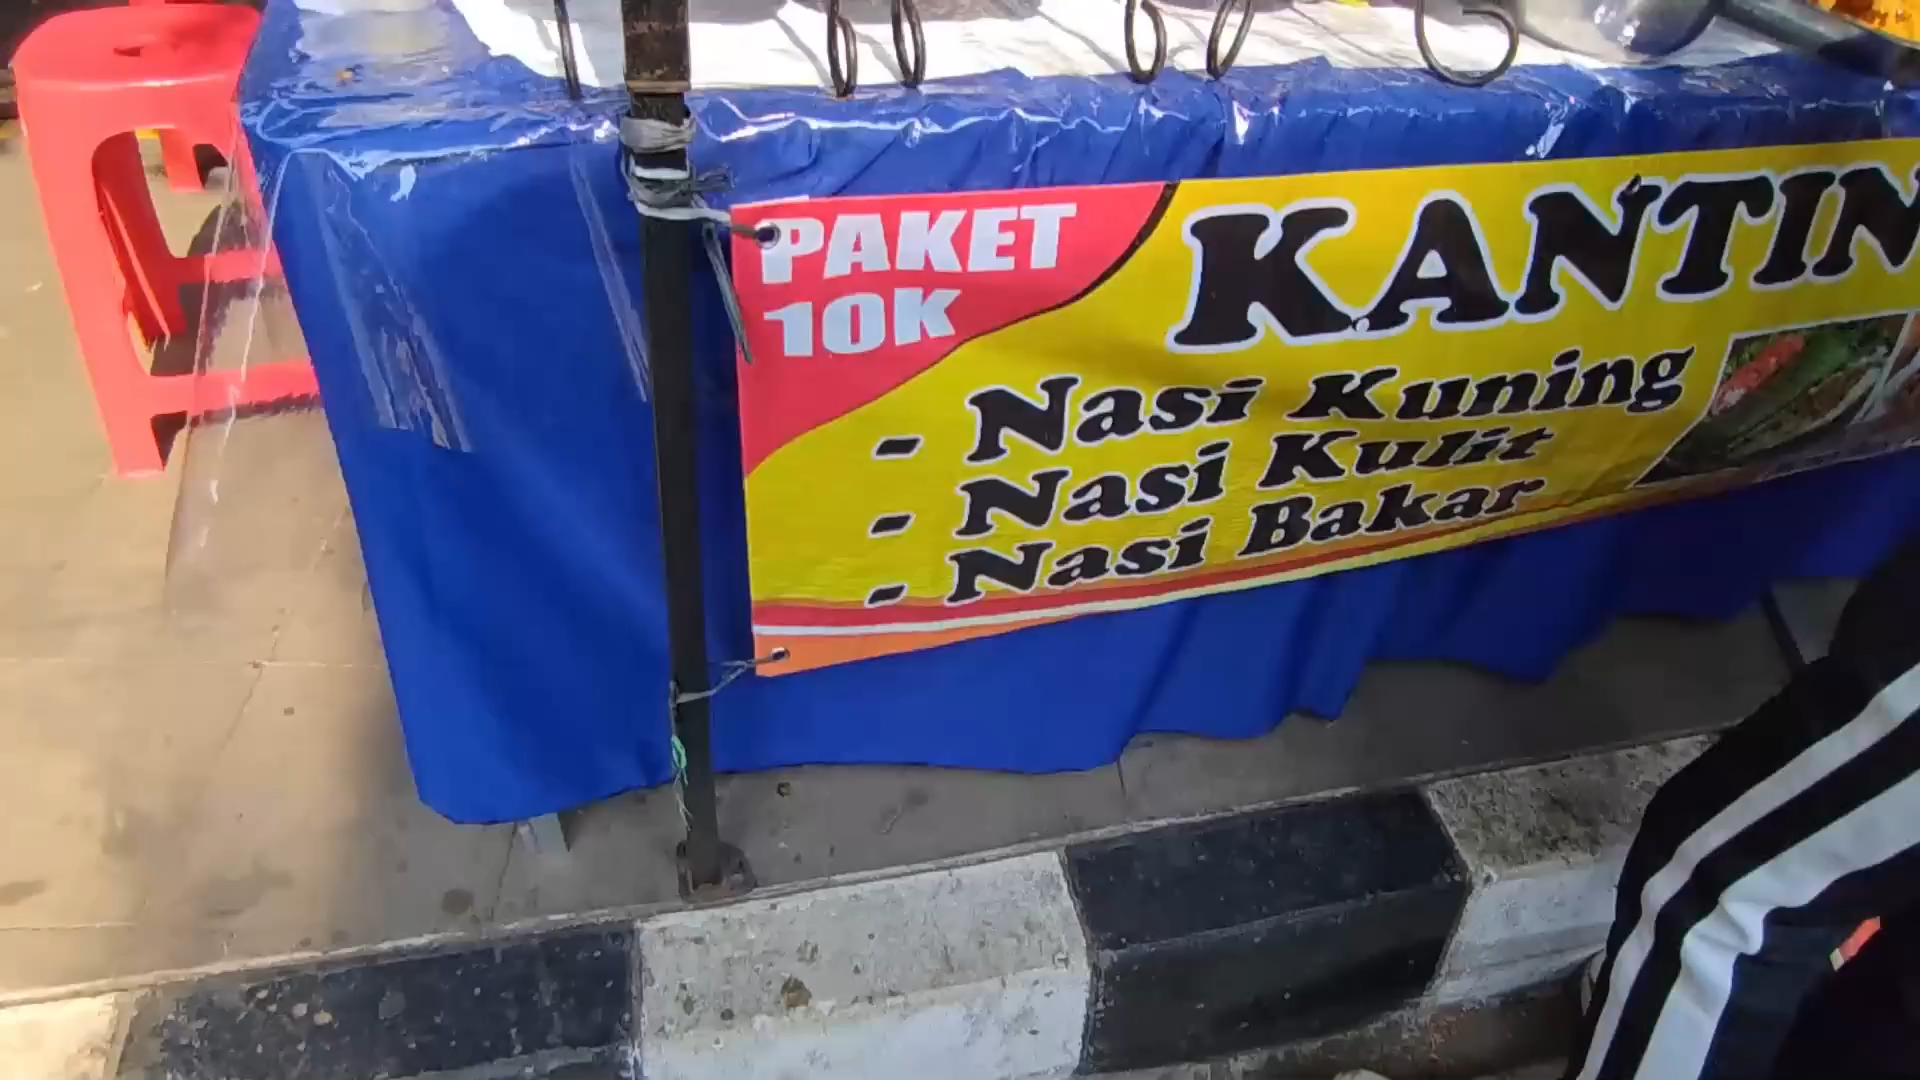 PAKET
10K
KANTIN
- Nasi Kuning
- Nasi Kulit
- Nasi Bakar